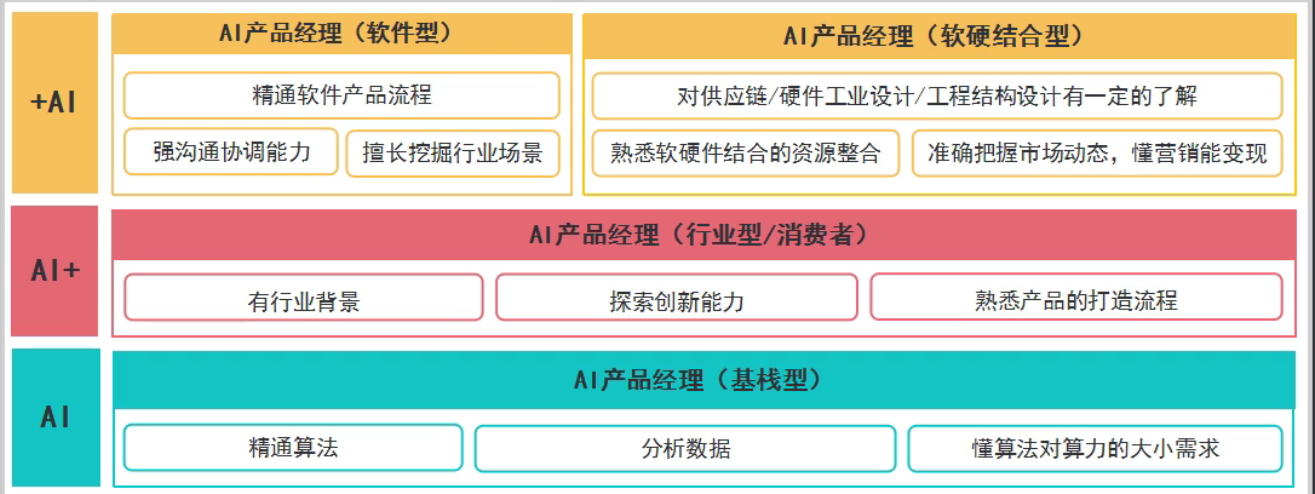 +AI
AI产品经理（软件型）
精通软件产品流程
强沟通协调能力
擅长挖掘行业场景
AI产品经理（软硬结合型）
对供应链/硬件工业设计/工程结构设计有一定的了解
熟悉软硬件结合的资源整合
准确把握市场动态，懂营销能变现
AI+
AI产品经理（行业型/消费者）
有行业背景
探索创新能力
熟悉产品的打造流程
AI
AI产品经理（基栈型）
精通算法
分析数据
懂算法对算力的大小需求